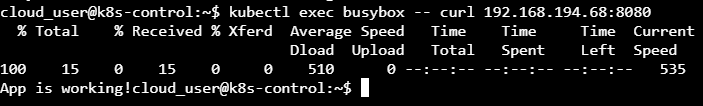 cloud_user@k8s-control:~$ kubectl exec busybox -- curl 192.168.194.68:8080
  % Total    % Received % Xferd  Average Speed   Time    Time     Time  Current
                                 Dload  Upload   Total   Spent    Left  Speed
100    15    0    15    0     0    510      0 --:--:-- --:--:-- --:--:--   535
App is working!cloud_user@k8s-control:~$